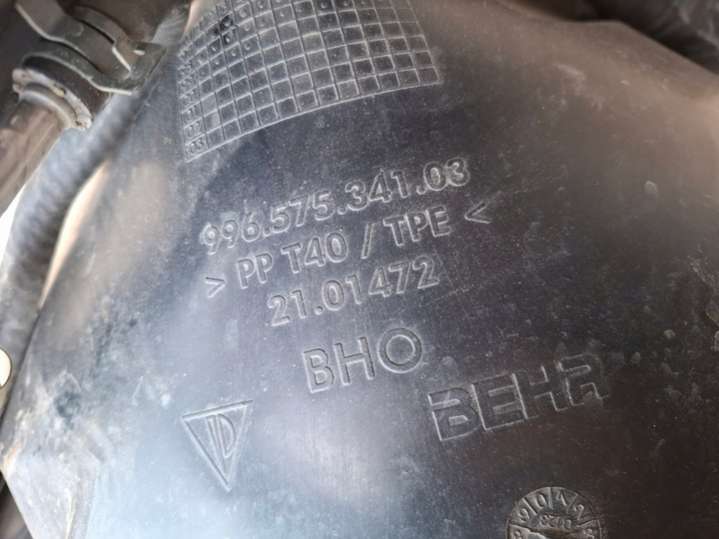 996.575.341.03
> PP T40 / TPE <
21.01472
BHO
BEHR